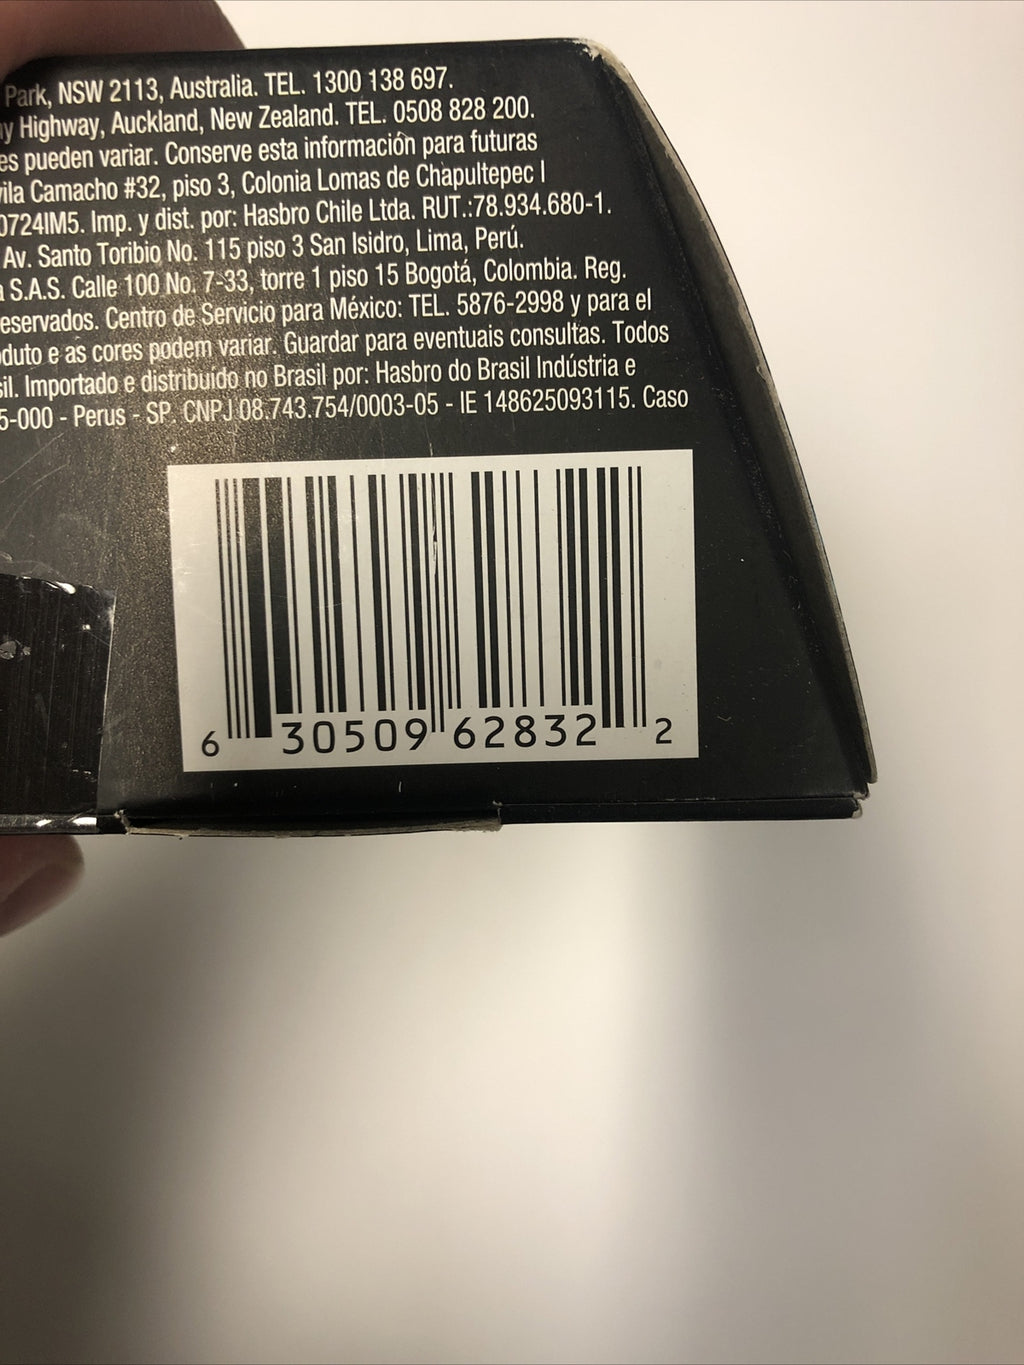 Park, NSW 2113, Australia. TEL. 1300 138 697.
Highway, Auckland, New Zealand. TEL. 0508 828 200.
es pueden variar. Conserve esta información para futuras
vila Camacho #32, piso 3, Colonia Lomas de Chapultepec I
0724IM5. Imp. y dist. por: Hasbro Chile Ltda. RUT.:78.934.680-1.
Av. Santo Toribio No. 115 piso 3 San Isidro, Lima, Perú.
a S.A.S. Calle 100 No. 7-33, torre 1 piso 15 Bogotá, Colombia. Reg.
eservados. Centro de Servicio para México: TEL. 5876-2998 y para el
duto e as cores podem variar. Guardar para eventuais consultas. Todos
sil. Importado e distribuído no Brasil por: Hasbro do Brasil Indústria e
5-000 - Perus - SP. CNPJ 08.743.754/0003-05 - IE 148625093115. Caso
6 30509 62832 2